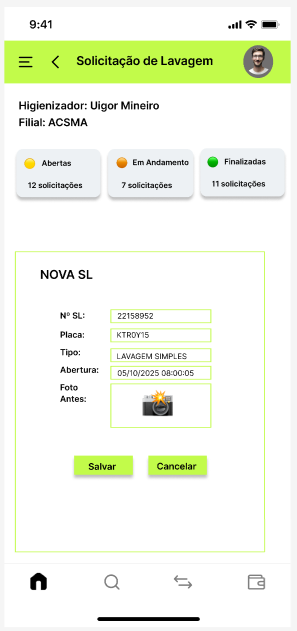 9:41
Solicitação de Lavagem
Higienizador: Uigor Mineiro
Filial: ACSMA
Abertas
12 solicitações
Em Andamento
7 solicitações
Finalizadas
11 solicitações
NOVA SL
Nº SL: 22158952
Placa: KTR0Y15
Tipo: LAVAGEM SIMPLES
Abertura: 05/10/2025 08:00:05
Foto
Antes:
Salvar
Cancelar